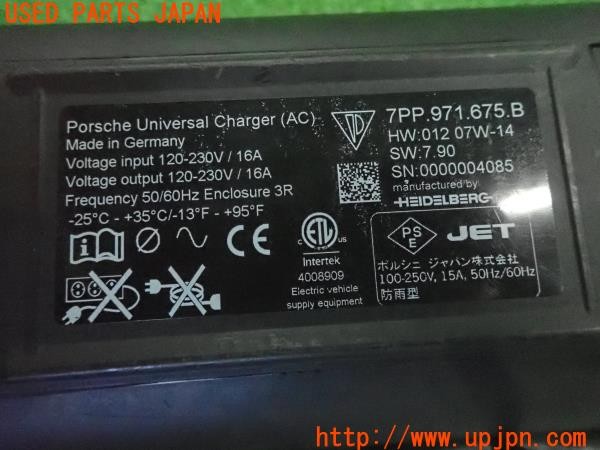 USED PARTS JAPAN
Porsche Universal Charger (AC)
Made in Germany
Voltage input 120-230V / 16A
Voltage output 120-230V / 16A
Frequency 50/60Hz Enclosure 3R
-25°C - +35°C/-13°F - +95°F
7PP.971.675.B
HW:012 07W-14
SW:7.90
SN:0000004085
manufactured by:
HEIDELBERG
ETL
C US
Intertek
4008909
Electric vehicle
supply equipment
PS
E
JET
ポルシェ ジャパン株式会社
100-250V, 15A, 50Hz/60Hz
防雨型
http://www.upjpn.com/